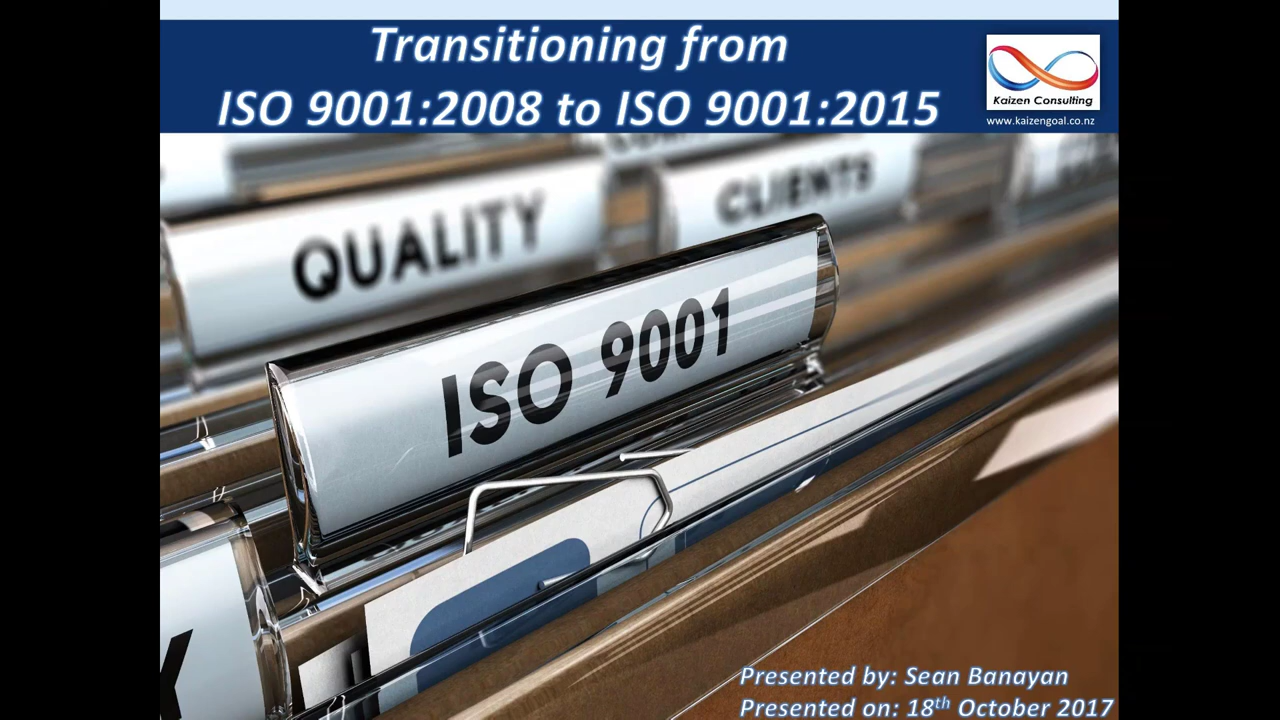 Transitioning from
ISO 9001:2008 to ISO 9001:2015
Kaizen Consulting
www.kaizengoal.co.nz
QUALITY
CLIENTS
ISO 9001
Presented by: Sean Banayan
Presented on: 18th October 2017